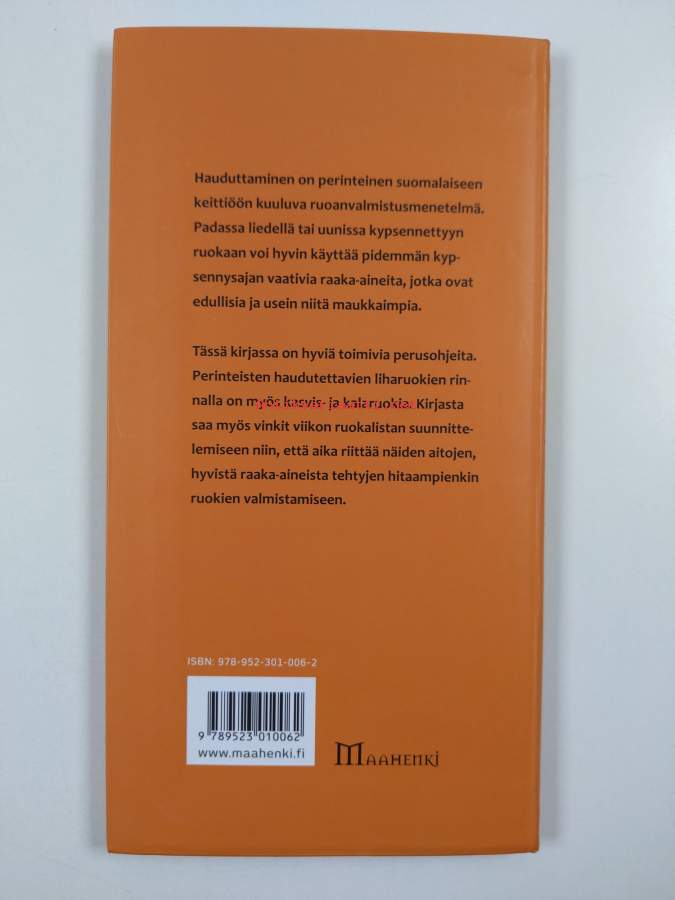 Hauduttaminen on perinteinen suomalaiseen
keittiöön kuuluva ruoanvalmistusmenetelmä.
Padassa liedellä tai uunissa kypsennettyyn
ruokaan voi hyvin käyttää pidemmän kyp-
sennysajan vaativia raaka-aineita, jotka ovat
edullisia ja usein niitä maukkaimpia.
Tässä kirjassa on hyviä toimivia perusohjeita.
Perinteisten haudutettavien liharuokien rin-
nalla on myös kasvis- ja kalaruokia. Kirjasta
saa myös vinkit viikon ruokalistan suunnitte-
lemiseen niin, että aika riittää näiden aitojen,
hyvistä raaka-aineista tehtyjen hitaampienkin
ruokien valmistamiseen.
ISBN: 978-952-301-006-2
9 789523 010062
www.maahenki.fi
MAAHENKI